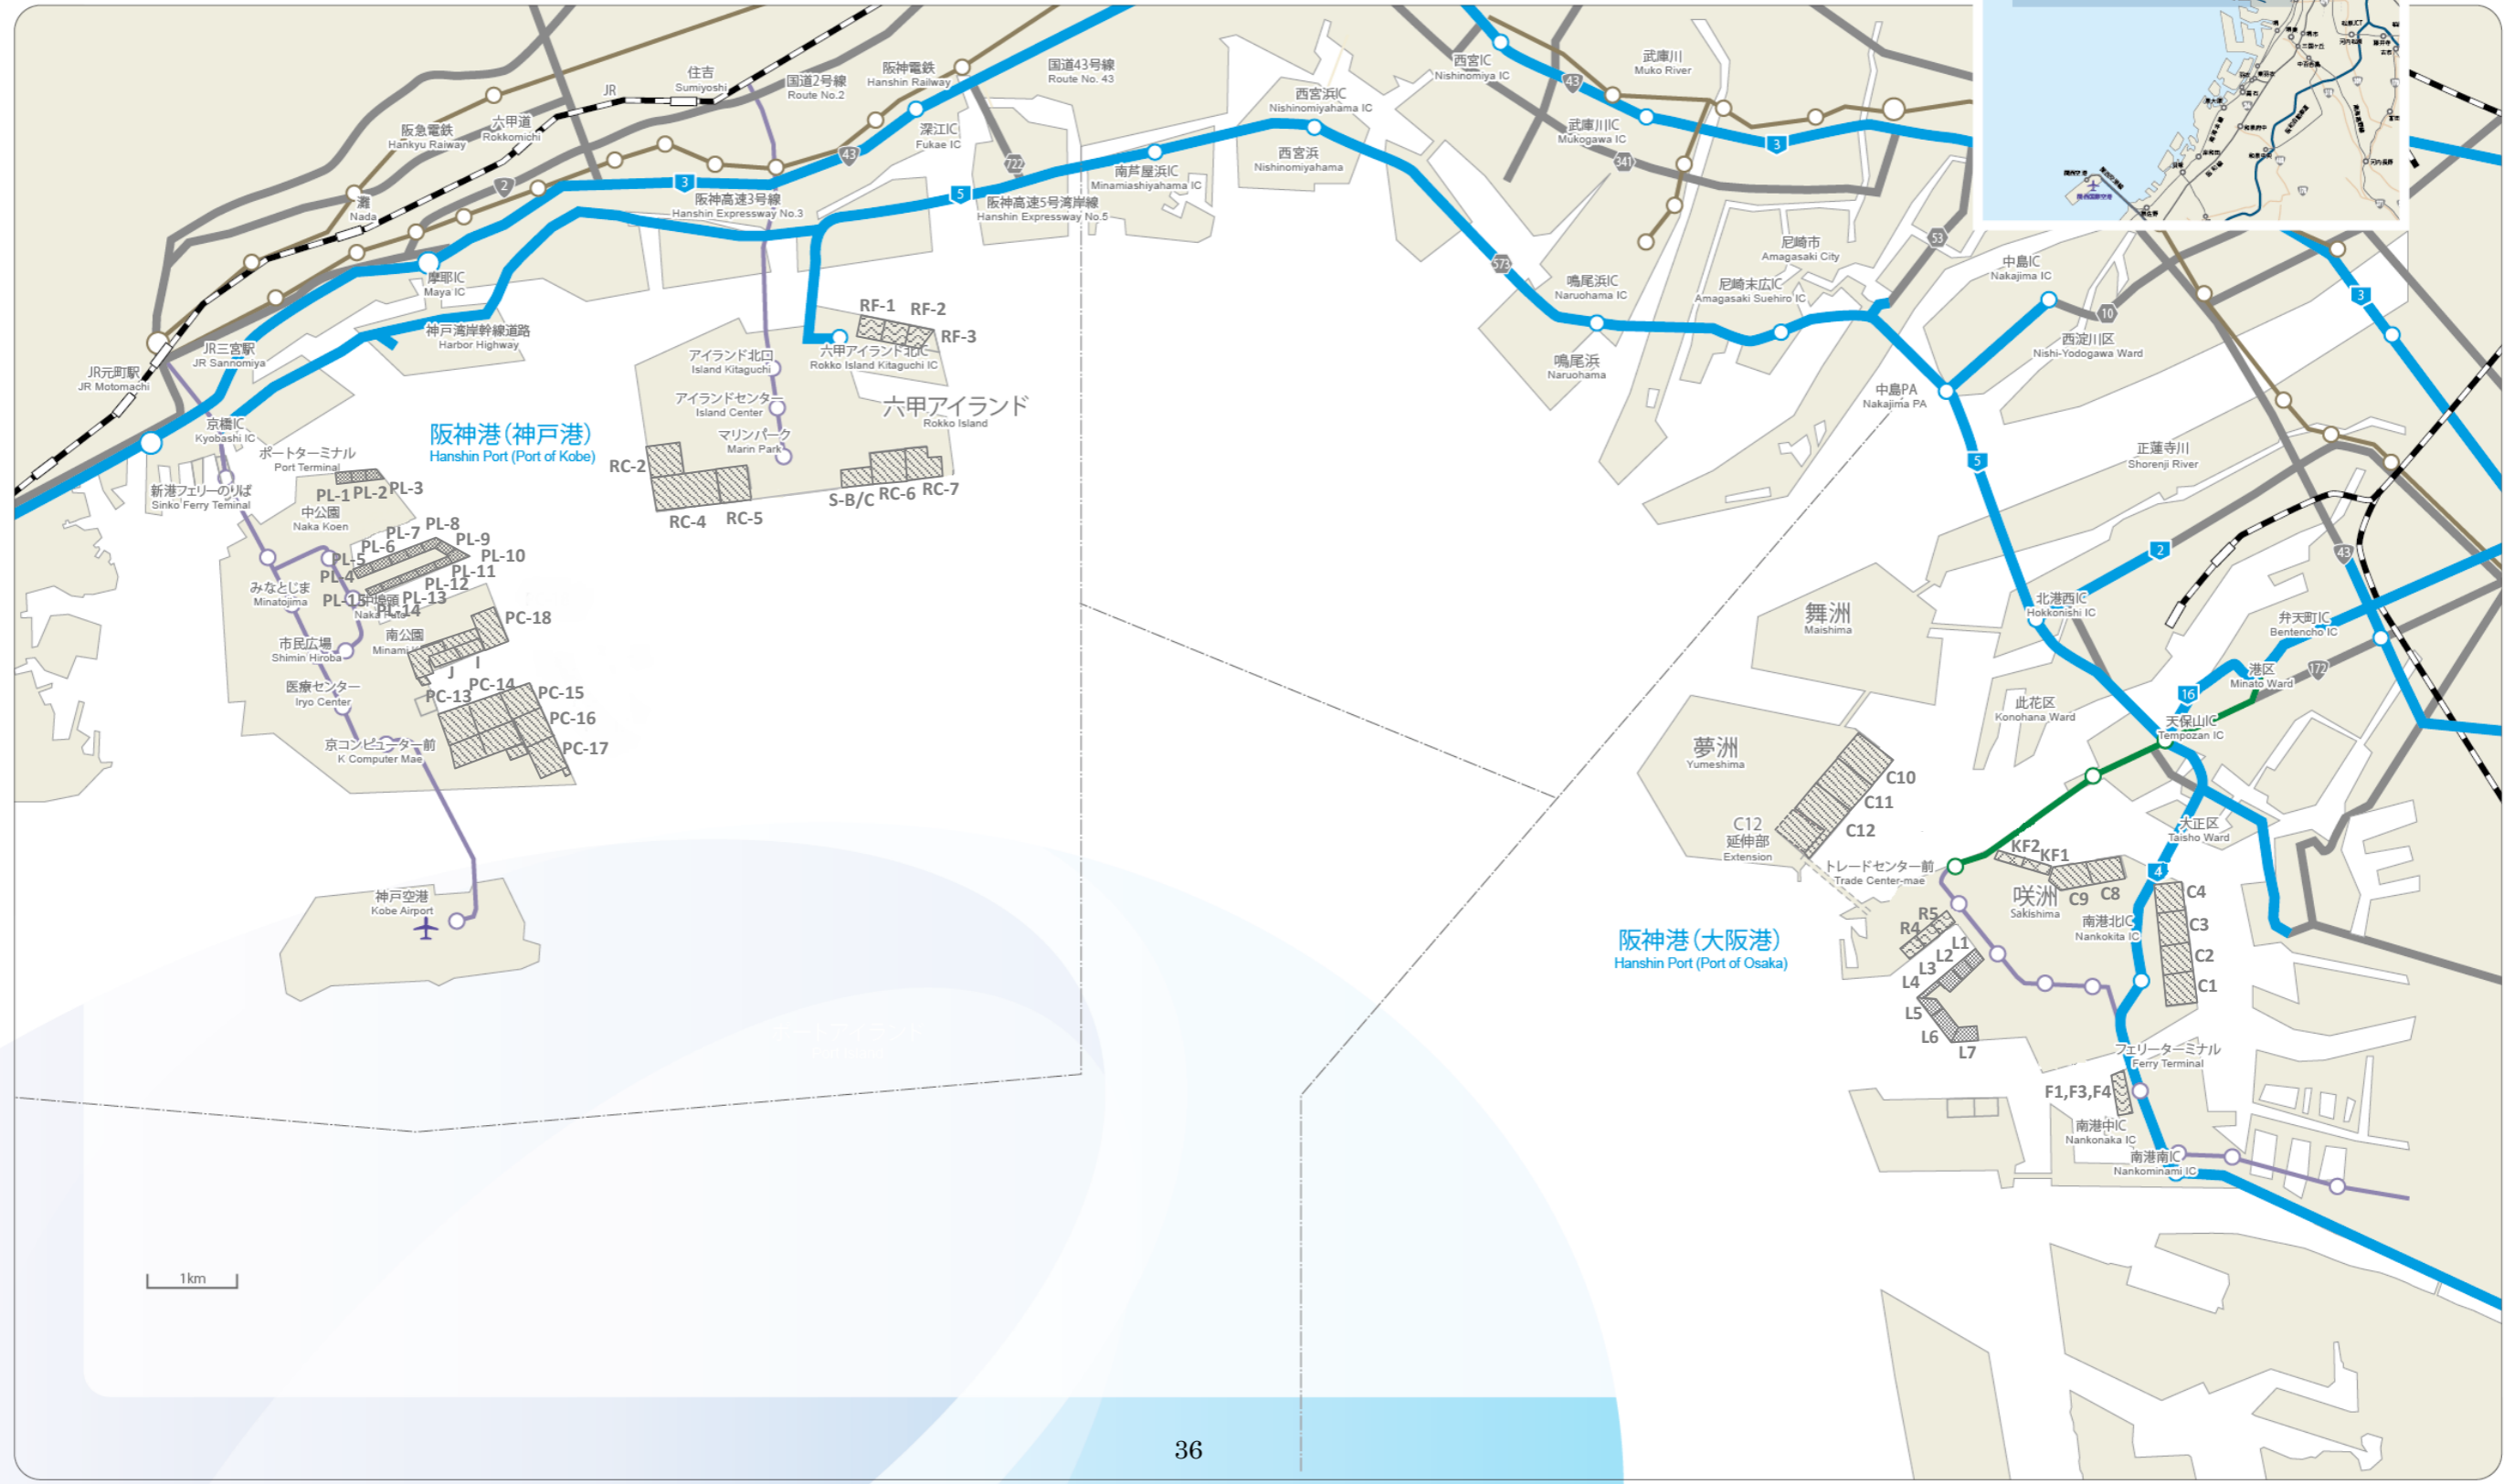 住吉
Sumiyoshi
JR
国道2号線
Route No.2
阪神電鉄
Hanshin Railway
国道43号線
Route No. 43
阪急電鉄
Hankyu Raiway
六甲道
Rokkomichi
深江IC
Fukae IC
西宮浜IC
Nishinomiyahama IC
西宮浜
Nishinomiyahama
西宮IC
Nishinomiya IC
武庫川
Muko River
武庫川IC
Mukogawa IC
43
3
341
722
43
2
3
5
灘
Nada
阪神高速3号線
Hanshin Expressway No.3
南芦屋浜IC
Minamiashiyahama IC
阪神高速5号湾岸線
Hanshin Expressway No.5
摩耶IC
Maya IC
神戸湾岸幹線道路
Harbor Highway
JR三宮駅
JR Sannomiya
JR元町駅
JR Motomachi
京橋IC
Kyobashi IC
RF-1
RF-2
RF-3
六甲アイランド北IC
Rokko Island Kitaguchi IC
アイランド北口
Island Kitaguchi
アイランドセンター
Island Center
マリンパーク
Marin Park
六甲アイランド
Rokko Island
阪神港(神戸港)
Hanshin Port (Port of Kobe)
RC-2
RC-4
RC-5
S-B/C
RC-6
RC-7
ポートターミナル
Port Terminal
新港フェリーのりば
Sinko Ferry Teminal
PL-1
PL-2
PL-3
中公園
Naka Koen
PL-4
PL-5
PL-6
PL-7
PL-8
PL-9
PL-10
PL-11
PL-12
PL-13
PL-14
PL-15
みなとじま
Minatojima
市民広場
Shimin Hiroba
南公園
医療センター
Iryo Center
京コンピューター前
K Computer Mae
PC-18
I
J
PC-13
PC-14
PC-15
PC-16
PC-17
神戸空港
Kobe Airport
1km
573
53
10
鳴尾浜IC
Naruohama IC
鳴尾浜
Naruohama
尼崎市
Amagasaki City
尼崎末広IC
Amagasaki Suehiro IC
中島IC
Nakajima IC
西淀川区
Nishi-Yodogawa Ward
中島PA
Nakajima PA
3
5
正蓮寺川
Shorenji River
2
43
北港西IC
Hokkonishi IC
弁天町IC
Bentencho IC
港区
Minato Ward
172
16
天保山IC
Tempozan IC
此花区
Konohana Ward
舞洲
Maishima
夢洲
Yumeshima
C10
C11
C12
C12
延伸部
Extension
大正区
Taisho Ward
4
トレードセンター前
Trade Center-mae
KF2
KF1
咲洲
Sakishima
C9
C8
C4
C3
C2
C1
南港北IC
Nankokita IC
R5
R4
L1
L2
L3
L4
L5
L6
L7
阪神港(大阪港)
Hanshin Port (Port of Osaka)
フェリーターミナル
Ferry Terminal
F1,F3,F4
南港中IC
Nankonaka IC
南港南IC
Nankominami IC
36